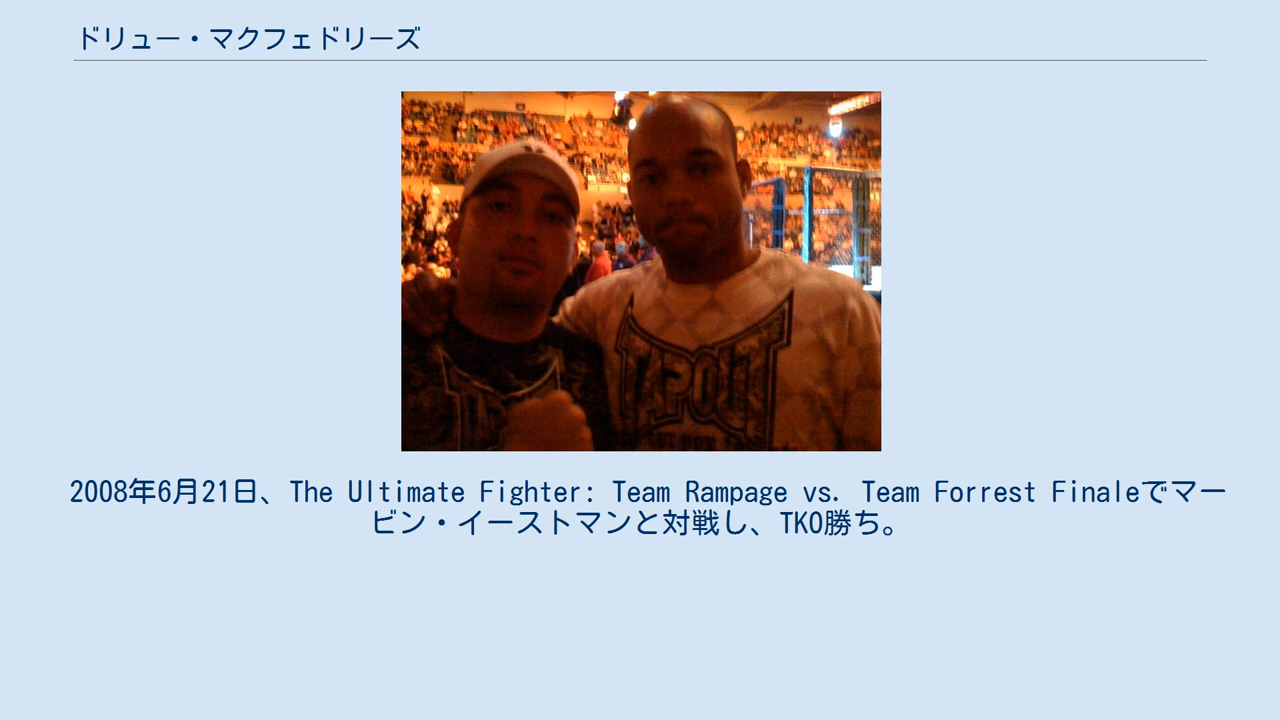 ドリュー・マクフェドリーズ
TAPOUT
2008年6月21日、The Ultimate Fighter: Team Rampage vs. Team Forrest Finaleでマー
ビン・イーストマンと対戦し、TKO勝ち。